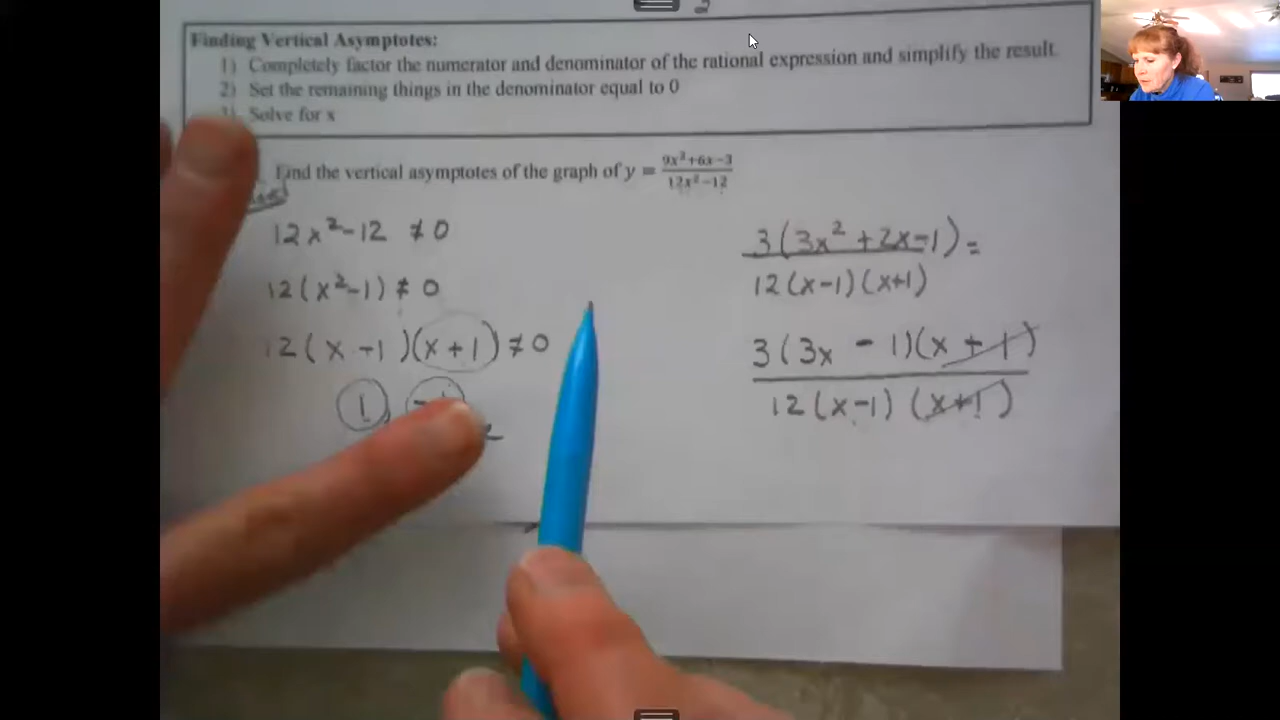 Finding Vertical Asymptotes:
1) Completely factor the numerator and denominator of the rational expression and simplify the result.
2) Set the remaining things in the denominator equal to 0
3) Solve for x
Find the vertical asymptotes of the graph of y = (9x²+6x−3)/(12x²−12)
12x²-12 ≠ 0
12(x²-1) ≠ 0
12(x-1)(x+1) ≠ 0
1,
3(3x²+2x-1) =
12(x-1)(x+1)
3(3x - 1)(x+1)
12(x-1)(x+1)